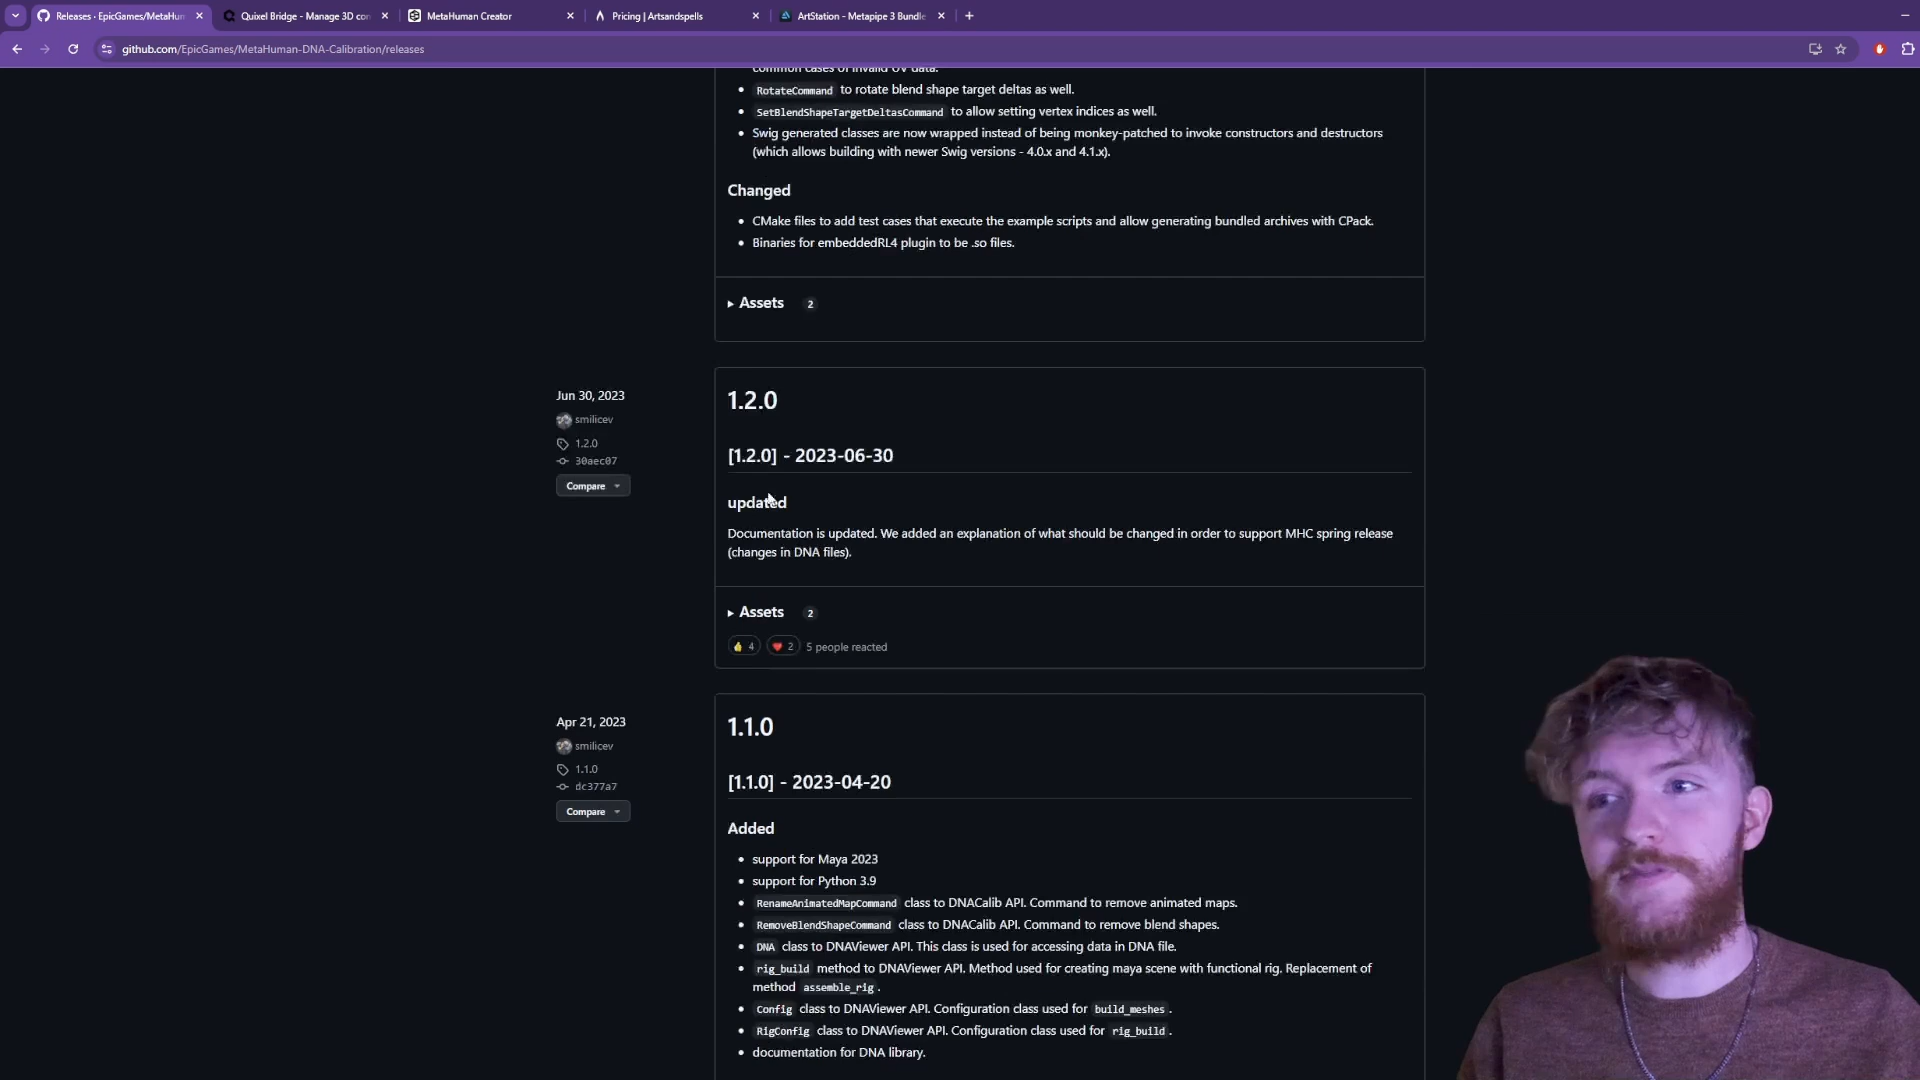 Releases · EpicGames/MetaHum
Quixel Bridge - Manage 3D con
MetaHuman Creator
Pricing | Artsandspells
ArtStation - Metapipe 3 Bundle
github.com/EpicGames/MetaHuman-DNA-Calibration/releases
common cases of invalid UV data.
RotateCommand to rotate blend shape target deltas as well.
SetBlendShapeTargetDeltasCommand to allow setting vertex indices as well.
Swig generated classes are now wrapped instead of being monkey-patched to invoke constructors and destructors
(which allows building with newer Swig versions - 4.0.x and 4.1.x).
Changed
CMake files to add test cases that execute the example scripts and allow generating bundled archives with CPack.
Binaries for embeddedRL4 plugin to be .so files.
Assets 2
Jun 30, 2023
smilicev
1.2.0
30aec07
Compare
1.2.0
[1.2.0] - 2023-06-30
updated
Documentation is updated. We added an explanation of what should be changed in order to support MHC spring release
(changes in DNA files).
Assets 2
4 2 5 people reacted
Apr 21, 2023
smilicev
1.1.0
dc377a7
Compare
1.1.0
[1.1.0] - 2023-04-20
Added
support for Maya 2023
support for Python 3.9
RenameAnimatedMapCommand class to DNACalib API. Command to remove animated maps.
RemoveBlendShapeCommand class to DNACalib API. Command to remove blend shapes.
DNA class to DNAViewer API. This class is used for accessing data in DNA file.
rig_build method to DNAViewer API. Method used for creating maya scene with functional rig. Replacement of
method assemble_rig.
Config class to DNAViewer API. Configuration class used for build_meshes.
RigConfig class to DNAViewer API. Configuration class used for rig_build.
documentation for DNA library.